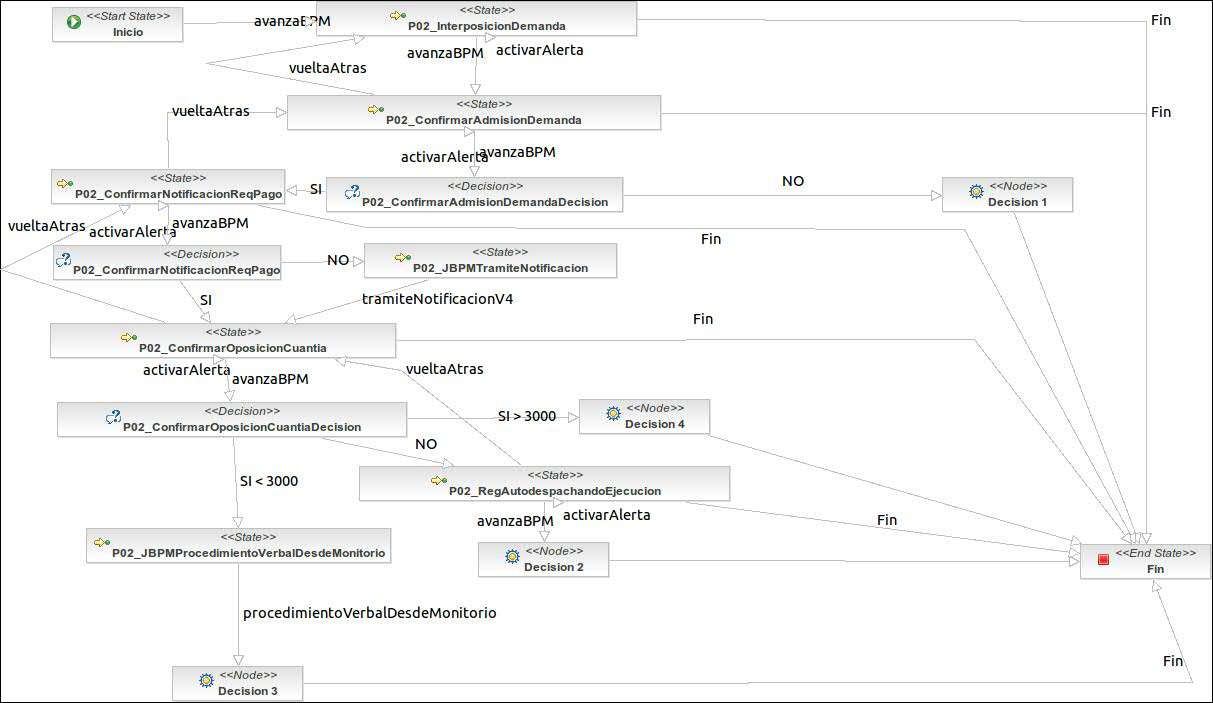 <<Start State>>
Inicio
avanzaBPM
<<State>>
P02_InterposicionDemanda
Fin
avanzaBPM
activarAlerta
vueltaAtras
<<State>>
P02_ConfirmarAdmisionDemanda
vueltaAtras
Fin
activarAlerta
avanzaBPM
<<State>>
P02_ConfirmarNotificacionReqPago
SI
<<Decision>>
P02_ConfirmarAdmisionDemandaDecision
NO
<<Node>>
Decision 1
vueltaAtras
activarAlerta
avanzaBPM
Fin
<<Decision>>
P02_ConfirmarNotificacionReqPago
NO
<<State>>
P02_JBPMTramiteNotificacion
SI
tramiteNotificacionV4
Fin
<<State>>
P02_ConfirmarOposicionCuantia
activarAlerta
avanzaBPM
vueltaAtras
<<Decision>>
P02_ConfirmarOposicionCuantiaDecision
SI > 3000
<<Node>>
Decision 4
NO
SI < 3000
<<State>>
P02_RegAutodespachandoEjecucion
avanzaBPM
activarAlerta
Fin
<<State>>
P02_JBPMProcedimientoVerbalDesdeMonitorio
<<Node>>
Decision 2
<<End State>>
Fin
procedimientoVerbalDesdeMonitorio
Fin
<<Node>>
Decision 3